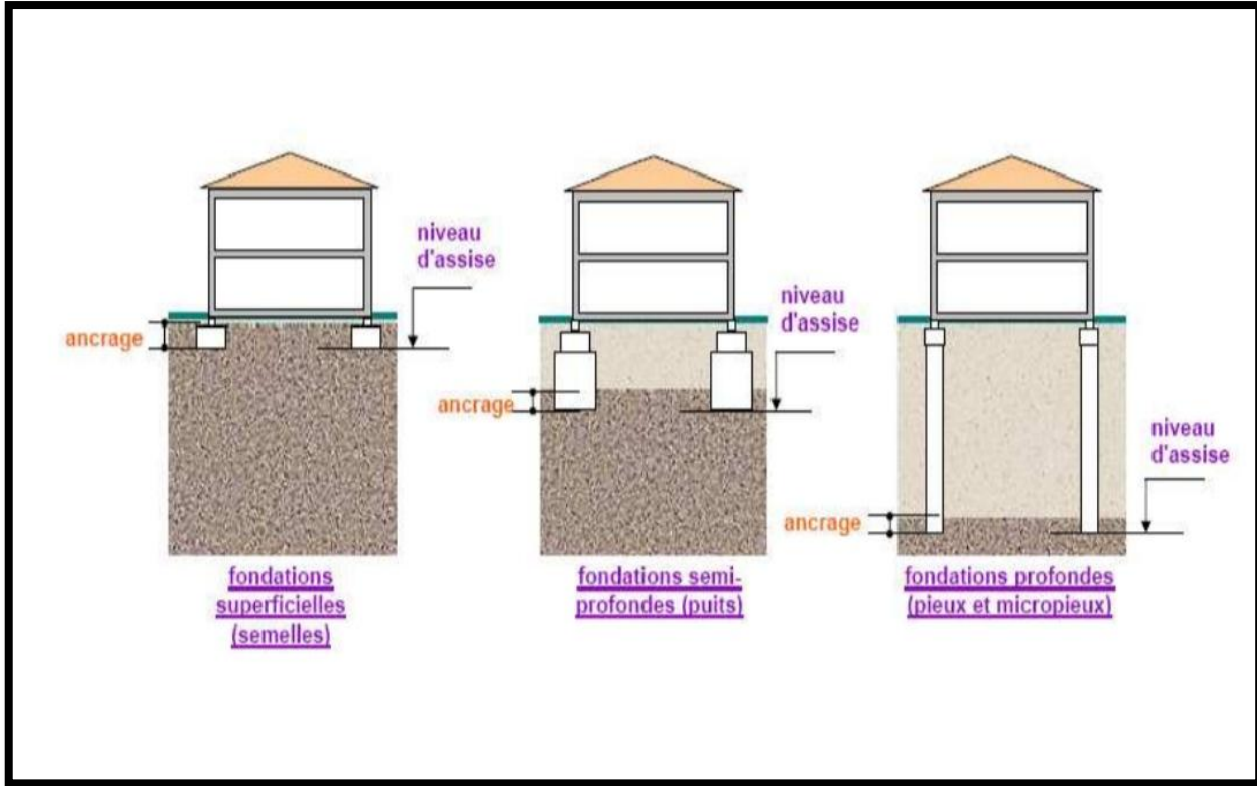 niveau
d'assise
ancrage
fondations
superficielles
(semelles)
niveau
d'assise
ancrage
fondations semi-
profondes (puits)
niveau
d'assise
ancrage
fondations profondes
(pieux et micropieux)